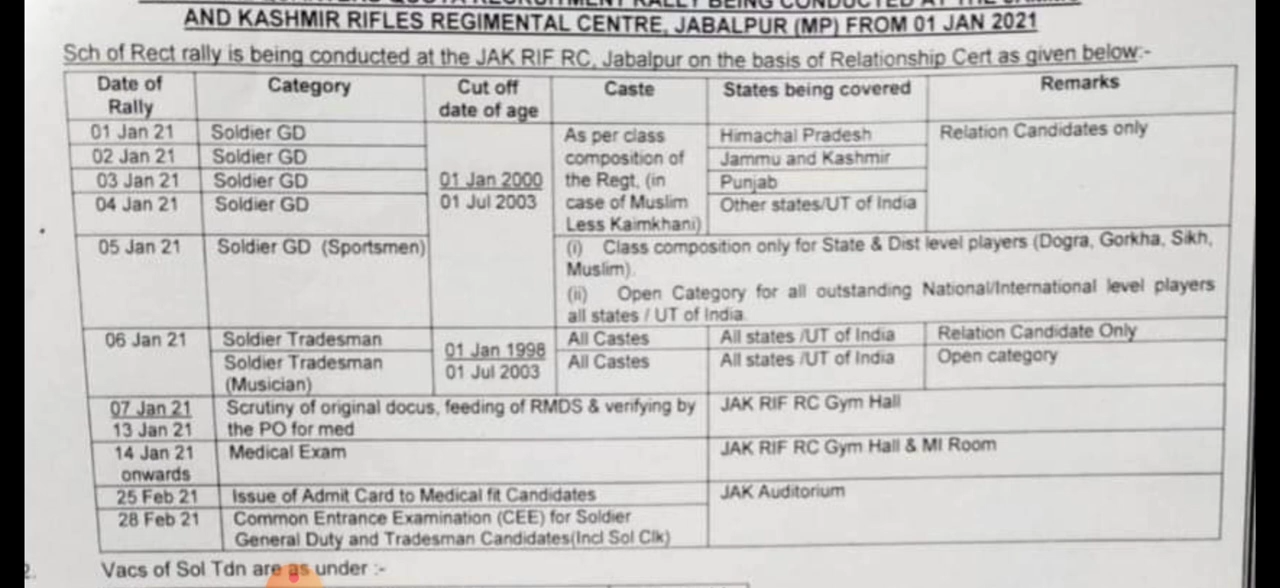 QUARTERS QUOTA RECRUITMENT RALLY BEING CONDUCTED AT THE JAMMU
AND KASHMIR RIFLES REGIMENTAL CENTRE, JABALPUR (MP) FROM 01 JAN 2021
Sch of Rect rally is being conducted at the JAK RIF RC, Jabalpur on the basis of Relationship Cert as given below:-
Date of Rally Category Cut off date of age Caste States being covered Remarks
01 Jan 21 Soldier GD 01 Jan 2000 01 Jul 2003 As per class composition of the Regt, (in case of Muslim Less Kaimkhani) Himachal Pradesh Relation Candidates only
02 Jan 21 Soldier GD Jammu and Kashmir
03 Jan 21 Soldier GD Punjab
04 Jan 21 Soldier GD Other states/UT of India
05 Jan 21 Soldier GD (Sportsmen) (i) Class composition only for State & Dist level players (Dogra, Gorkha, Sikh,
Muslim).
(ii) Open Category for all outstanding National/International level players
all states / UT of India.
06 Jan 21 Soldier Tradesman 01 Jan 1998 01 Jul 2003 All Castes All states /UT of India Relation Candidate Only
Soldier Tradesman (Musician) All Castes All states /UT of India Open category
07 Jan 21 Scrutiny of original docus, feeding of RMDS & verifying by JAK RIF RC Gym Hall
13 Jan 21 the PO for med
14 Jan 21 Medical Exam JAK RIF RC Gym Hall & MI Room
onwards
25 Feb 21 Issue of Admit Card to Medical fit Candidates JAK Auditorium
28 Feb 21 Common Entrance Examination (CEE) for Soldier
General Duty and Tradesman Candidates(Incl Sol Clk)
2. Vacs of Sol Tdn are as under :-